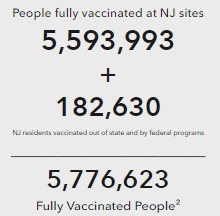 People fully vaccinated at NJ sites
5,593,993
+
182,630
NJ residents vaccinated out of state and by federal programs
5,776,623
Fully Vaccinated People²